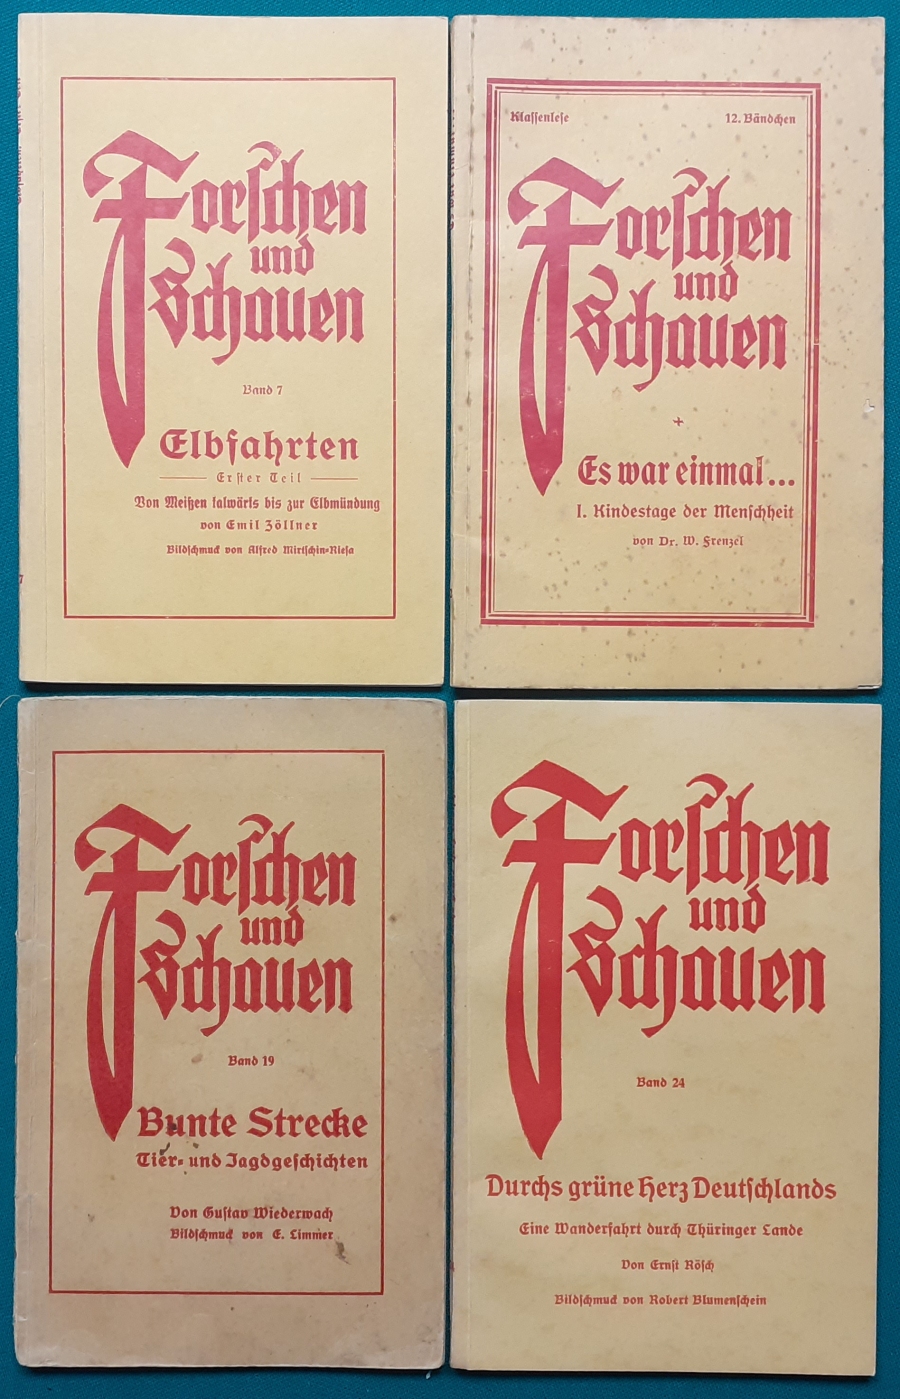 Forschen
und
Schauen
Band 7
Elbfahrten
Erster Teil
Von Meißen talwärts bis zur Elbmündung
von Emil Zöllner
Bildschmuck von Alfred Mirtschin-Riesa
7
Klassenlese 12. Bändchen
Forschen
und
Schauen
Es war einmal...
I. Kindestage der Menschheit
von Dr. W. Frenzel
Forschen
und
Schauen
Band 19
Bunte Strecke
Tier- und Jagdgeschichten
Von Gustav Wiederwach
Bildschmuck von E. Limmer
Forschen
und
Schauen
Band 24
Durchs grüne Herz Deutschlands
Eine Wanderfahrt durch Thüringer Lande
Von Ernst Rösch
Bildschmuck von Robert Blumenschein